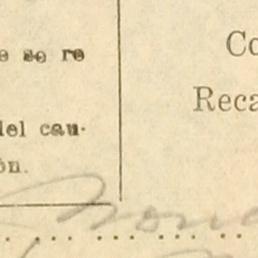 e se re
del cau-
ón.
Co
Reca